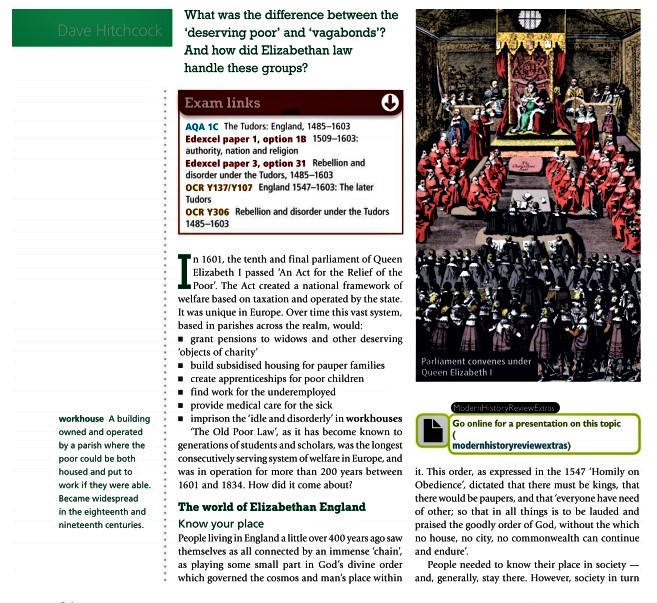 Dave Hitchcock
What was the difference between the
‘deserving poor’ and ‘vagabonds’?
And how did Elizabethan law
handle these groups?
Exam links
AQA 1C The Tudors: England, 1485–1603
Edexcel paper 1, option 1B 1509–1603:
authority, nation and religion
Edexcel paper 3, option 31 Rebellion and
disorder under the Tudors, 1485–1603
OCR Y137/Y107 England 1547–1603: The later
Tudors
OCR Y306 Rebellion and disorder under the Tudors
1485–1603
In 1601, the tenth and final parliament of Queen
Elizabeth I passed ‘An Act for the Relief of the
Poor’. The Act created a national framework of
welfare based on taxation and operated by the state.
It was unique in Europe. Over time this vast system,
based in parishes across the realm, would:
■ grant pensions to widows and other deserving
‘objects of charity’
■ build subsidised housing for pauper families
■ create apprenticeships for poor children
■ find work for the underemployed
■ provide medical care for the sick
■ imprison the ‘idle and disorderly’ in workhouses
‘The Old Poor Law’, as it has become known to
generations of students and scholars, was the longest
consecutively serving system of welfare in Europe, and
was in operation for more than 200 years between
1601 and 1834. How did it come about?
The world of Elizabethan England
Know your place
People living in England a little over 400 years ago saw
themselves as all connected by an immense ‘chain’,
as playing some small part in God’s divine order
which governed the cosmos and man’s place within
workhouse A building
owned and operated
by a parish where the
poor could be both
housed and put to
work if they were able.
Became widespread
in the eighteenth and
nineteenth centuries.
Parliament convenes under
Queen Elizabeth I
ModernHistoryReviewExtras
Go online for a presentation on this topic
(
modernhistoryreviewextras)
it. This order, as expressed in the 1547 ‘Homily on
Obedience’, dictated that there must be kings, that
there would be paupers, and that ‘everyone have need
of other; so that in all things is to be lauded and
praised the goodly order of God, without the which
no house, no city, no commonwealth can continue
and endure’.
People needed to know their place in society —
and, generally, stay there. However, society in turn